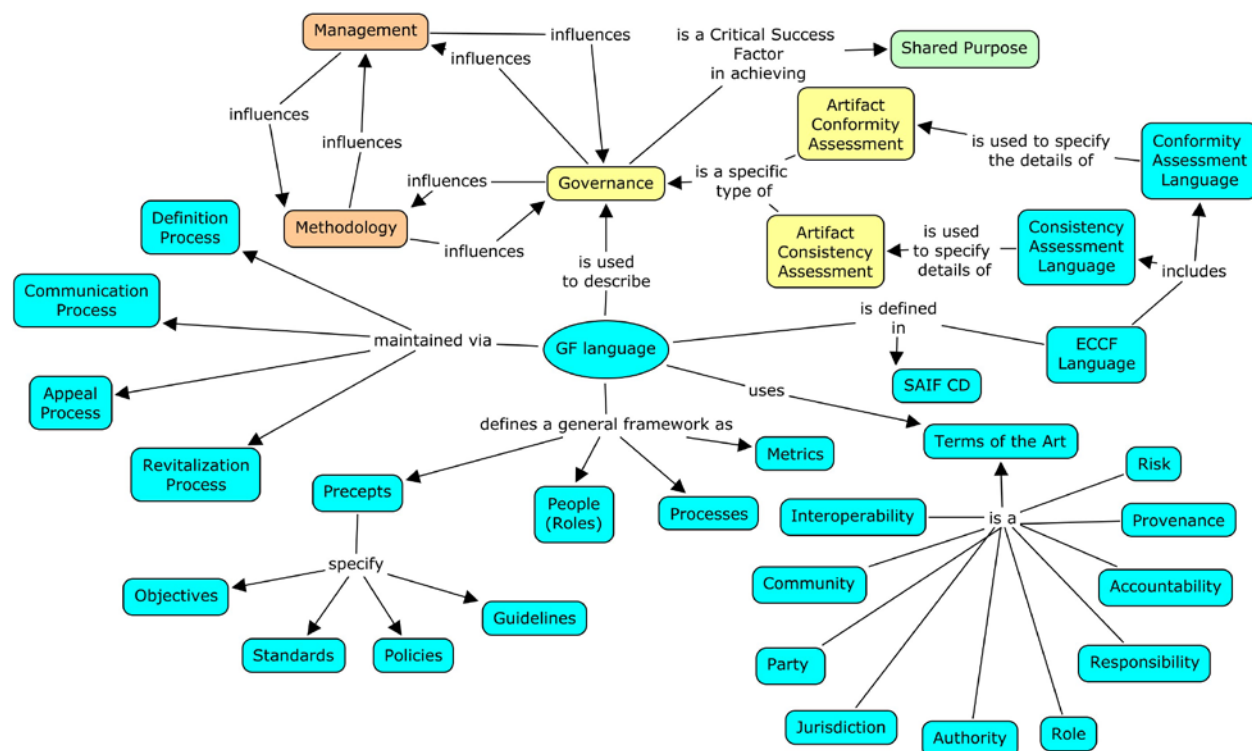 Management
influences
influences
is a Critical Success
Factor
in achieving
Shared Purpose
influences
influences
Artifact
Conformity
Assessment
is used to specify
the details of
Conformity
Assessment
Language
influences
Governance
is a specific
type of
Definition
Process
Methodology
influences
Artifact
Consistency
Assessment
is used
to specify
details of
Consistency
Assessment
Language
includes
is used
to describe
Communication
Process
maintained via
GF language
is defined
in
ECCF
Language
SAIF CD
Appeal
Process
uses
defines a general framework as
Terms of the Art
Metrics
Revitalization
Process
Precepts
People
(Roles)
Processes
Risk
Interoperability
is a
Provenance
specify
Community
Accountability
Objectives
Guidelines
Standards
Policies
Party
Responsibility
Jurisdiction
Authority
Role